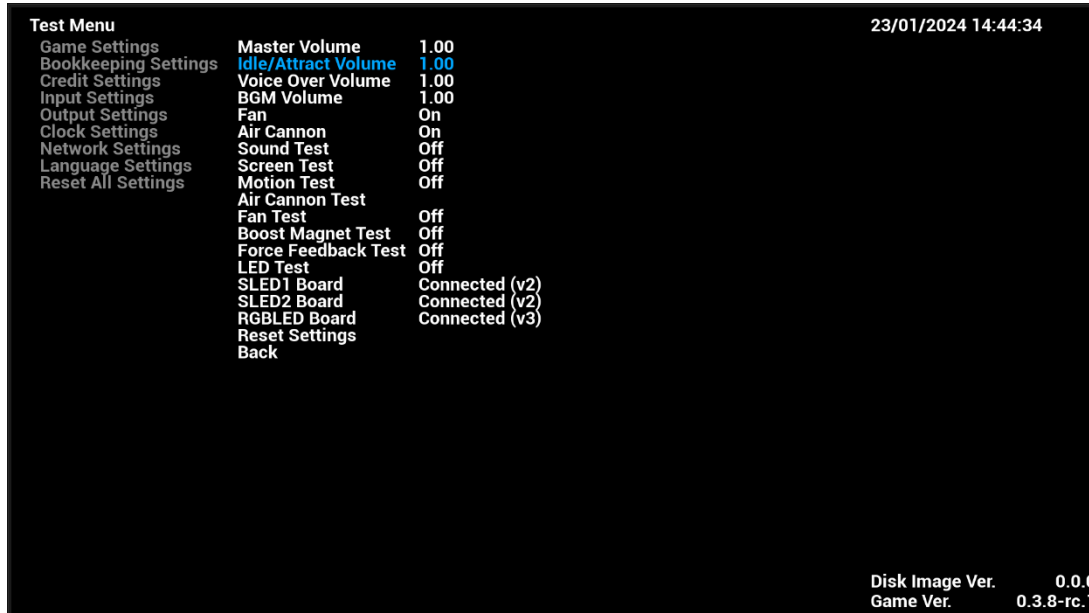 Test Menu 23/01/2024 14:44:34
Game Settings Master Volume 1.00
Bookkeeping Settings Idle/Attract Volume 1.00
Credit Settings Voice Over Volume 1.00
Input Settings BGM Volume 1.00
Output Settings Fan On
Clock Settings Air Cannon On
Network Settings Sound Test Off
Language Settings Screen Test Off
Reset All Settings Motion Test Off
Air Cannon Test
Fan Test Off
Boost Magnet Test Off
Force Feedback Test Off
LED Test Off
SLED1 Board Connected (v2)
SLED2 Board Connected (v2)
RGBLED Board Connected (v3)
Reset Settings
Back
Disk Image Ver.
Game Ver.